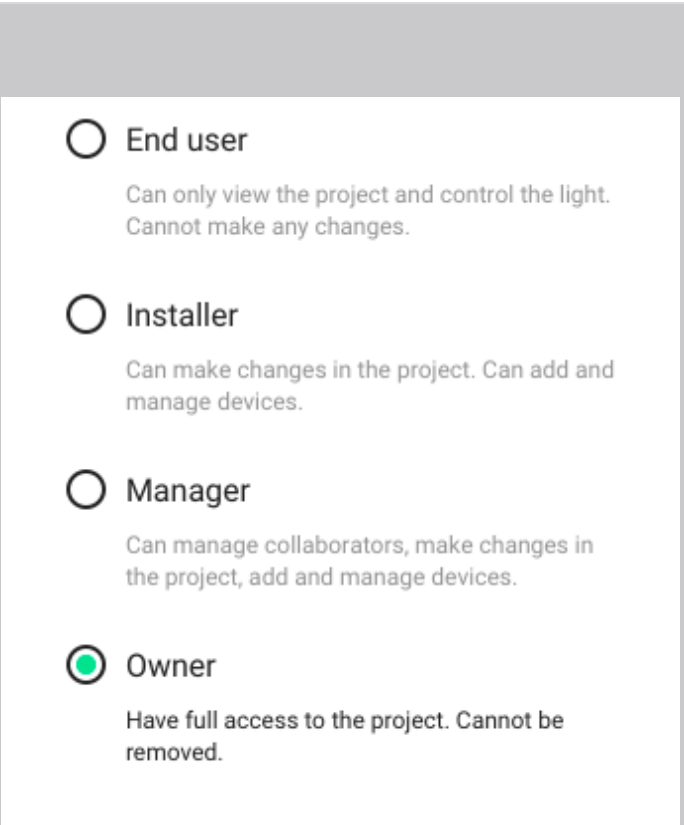 End user
Can only view the project and control the light.
Cannot make any changes.
Installer
Can make changes in the project. Can add and
manage devices.
Manager
Can manage collaborators, make changes in
the project, add and manage devices.
Owner
Have full access to the project. Cannot be
removed.